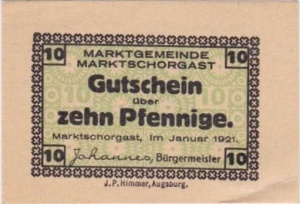 10 MARKTGEMEINDE 10
MARKTSCHORGAST
Gutschein
über
zehn Pfennige.
Marktschorgast, im Januar 1921.
10 Johannes, Bürgermeister 10
J.P. Himmer, Augsburg.